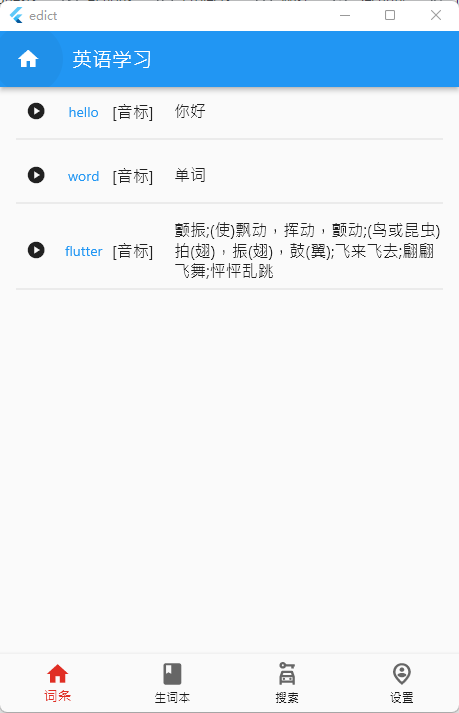 edict
英语学习
hello [音标] 你好
word [音标] 单词
flutter [音标] 颤振;(使)飘动，挥动，颤动;(鸟或昆虫)
拍(翅)，振(翅)，鼓(翼);飞来飞去;翩翩
飞舞;怦怦乱跳
词条 生词本 搜索 设置